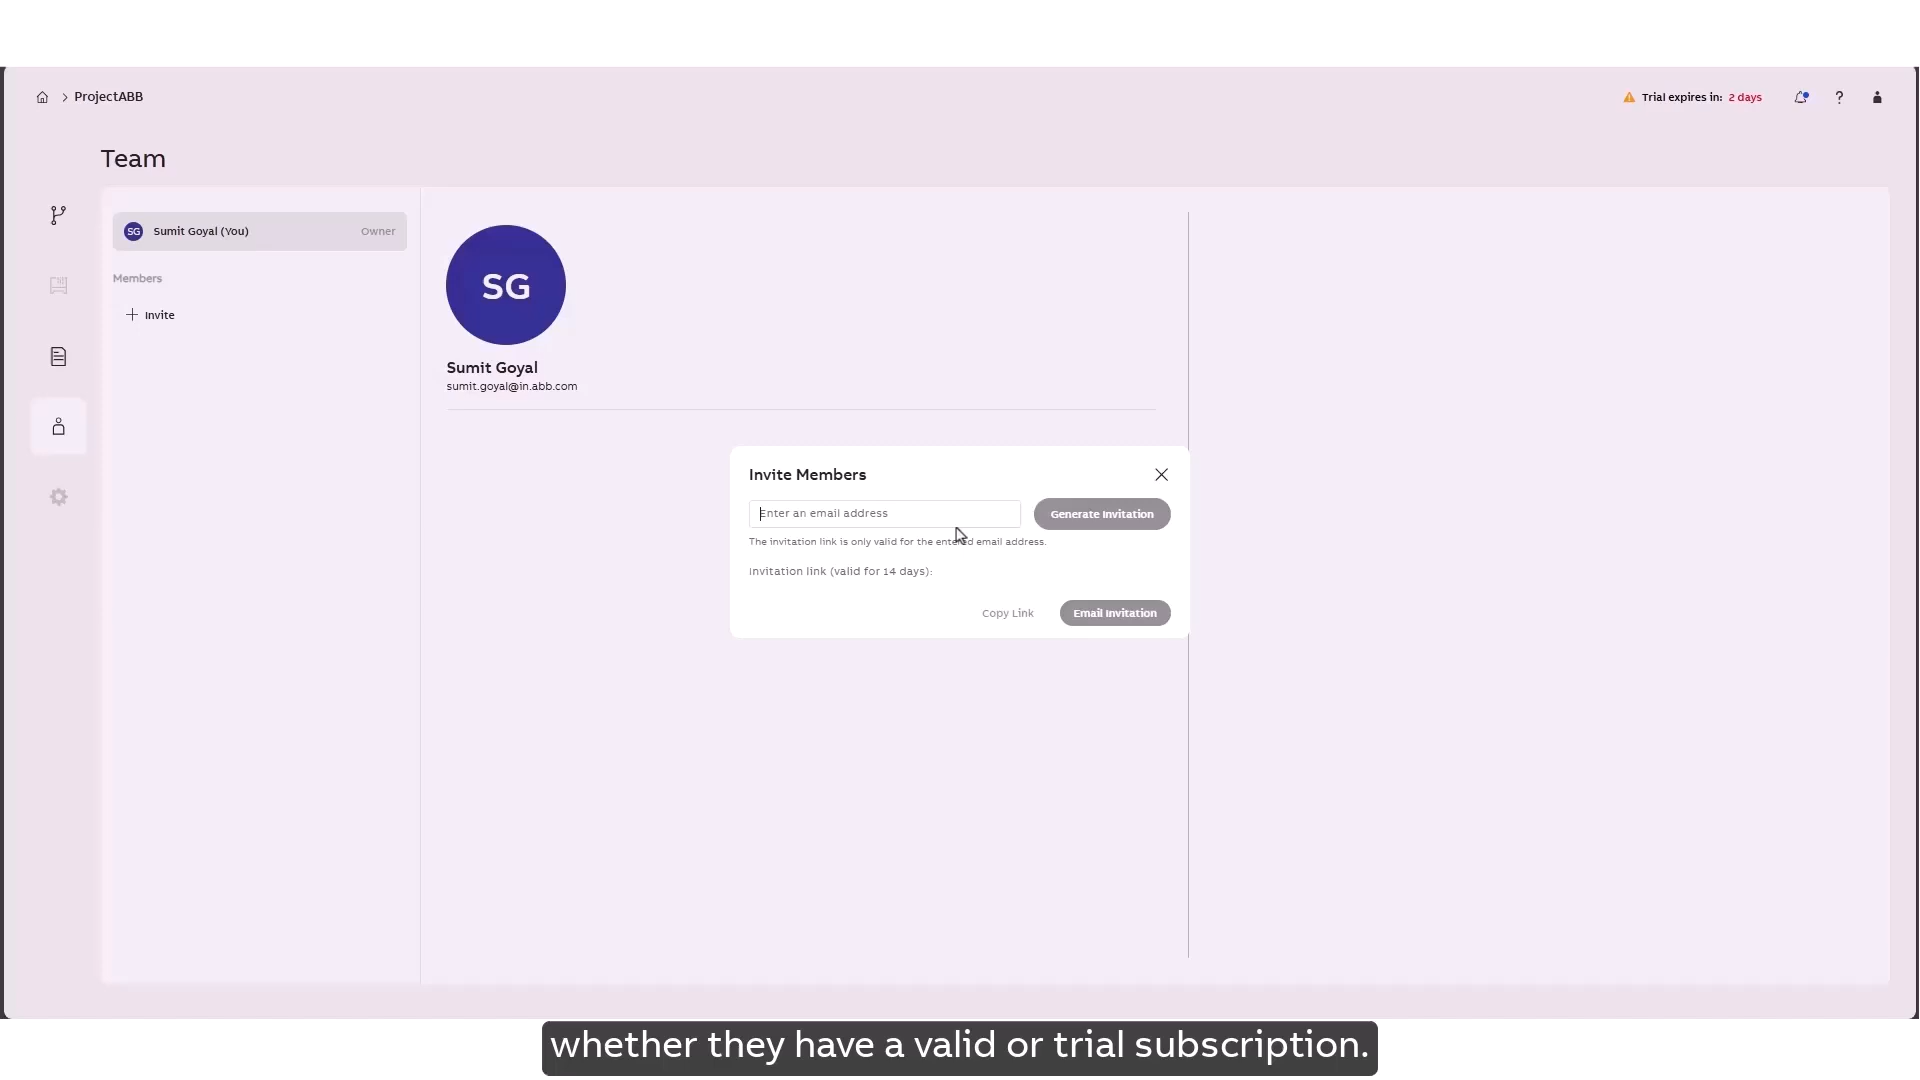 ProjectABB
Trial expires in: 2 days
?
Team
SG Sumit Goyal (You) Owner
Members
Invite
SG
Sumit Goyal
sumit.goyal@in.abb.com
Invite Members
Enter an email address
Generate Invitation
The invitation link is only valid for the entered email address.
Invitation link (valid for 14 days):
Copy Link
Email Invitation
whether they have a valid or trial subscription.